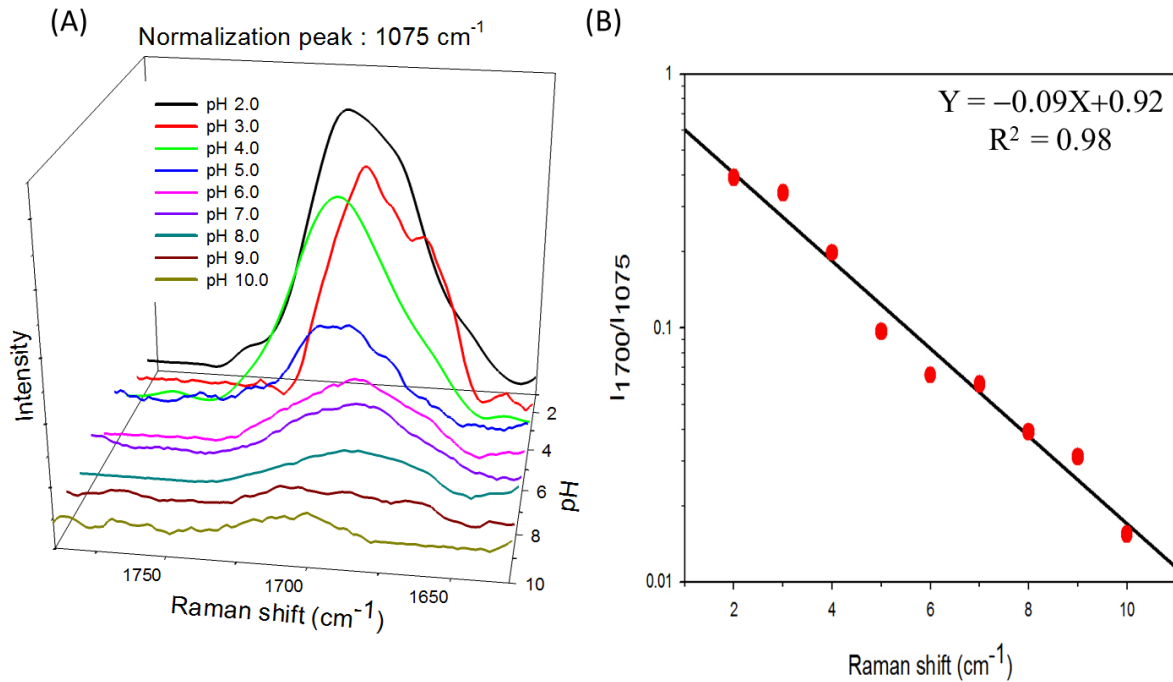 (A)
Normalization peak : 1075 cm⁻¹
pH 2.0
pH 3.0
pH 4.0
pH 5.0
pH 6.0
pH 7.0
pH 8.0
pH 9.0
pH 10.0
Intensity
2
4
6
8
10
pH
1750
1700
1650
Raman shift (cm⁻¹)
(B)
Y = −0.09X+0.92
R² = 0.98
1
0.1
0.01
I1700/I1075
2
4
6
8
10
Raman shift (cm⁻¹)